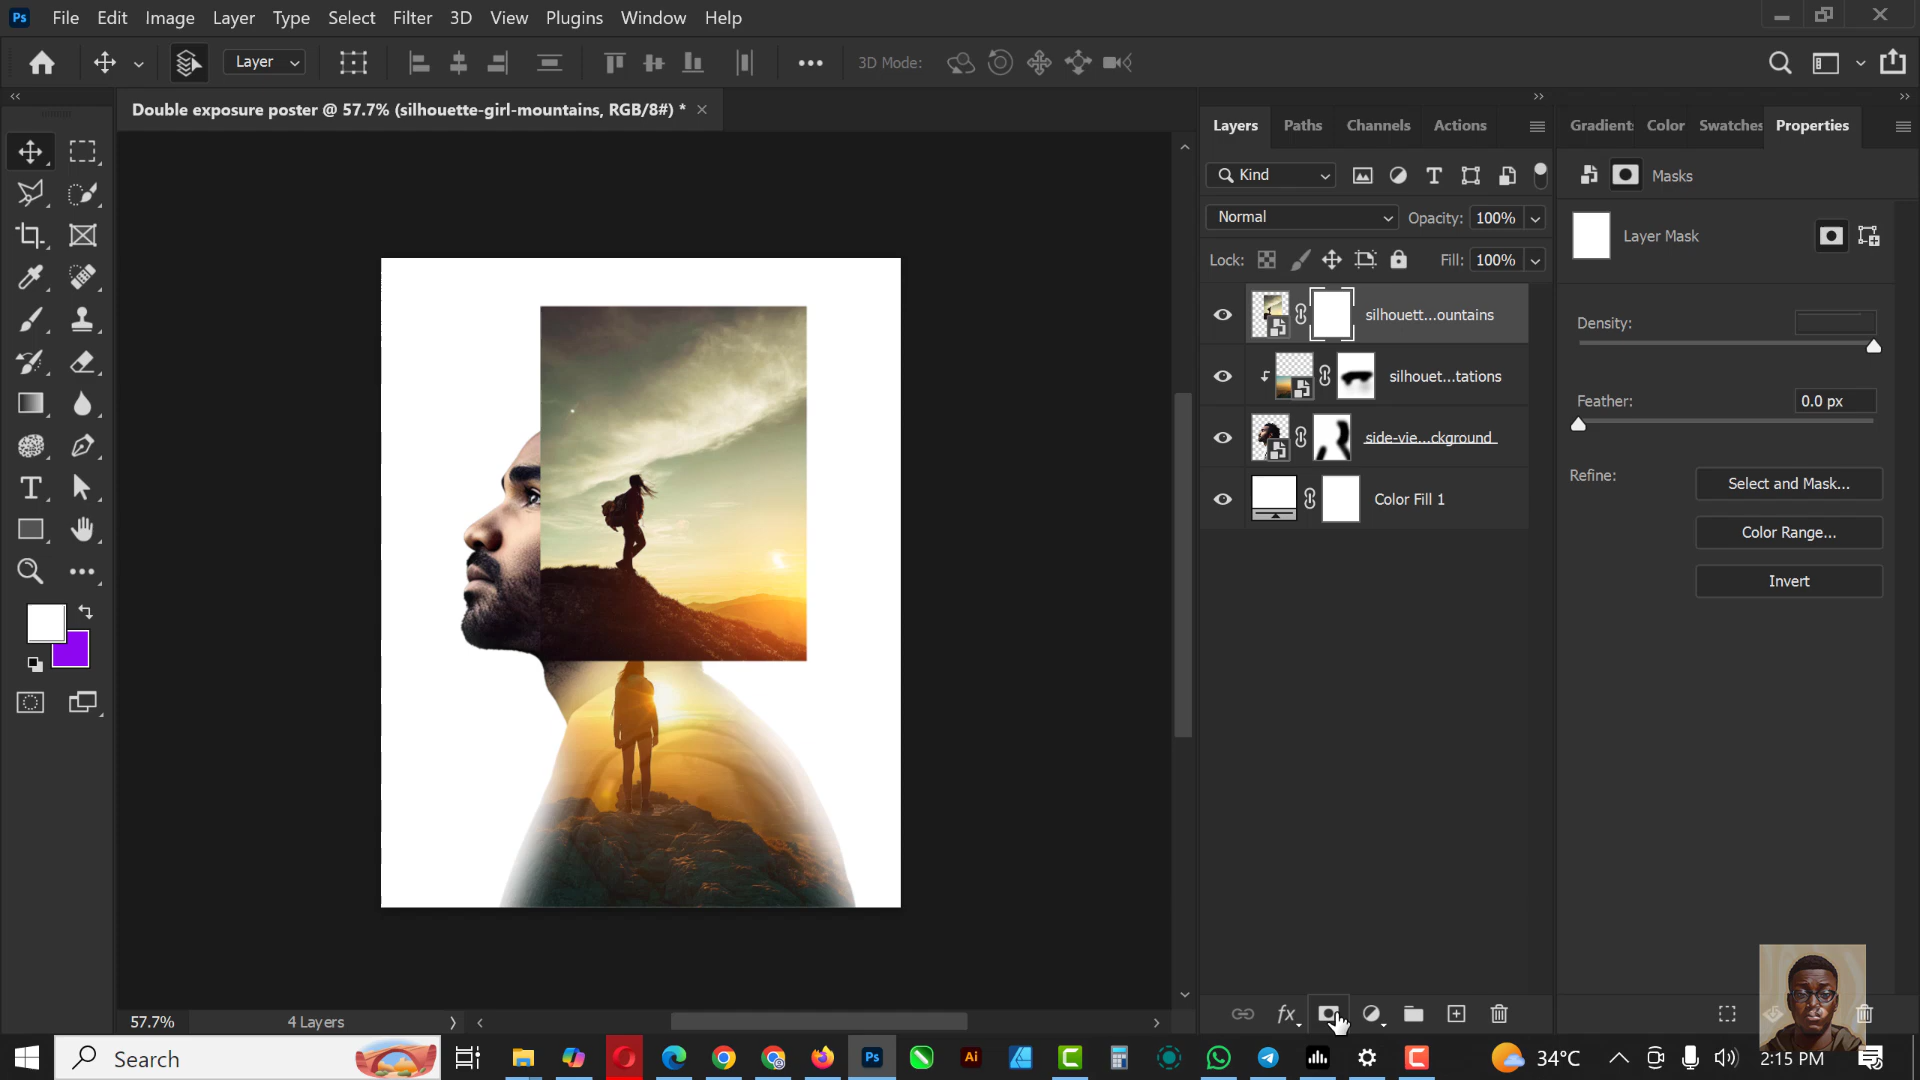 Ps File Edit Image Layer Type Select Filter 3D View Plugins Window Help
Layer 3D Mode:
Double exposure poster @ 57.7% (silhouette-girl-mountains, RGB/8#) *
Layers Paths Channels Actions
Gradient Color Swatches Properties
Kind
Masks
Normal Opacity: 100%
Layer Mask
Lock: Fill: 100%
silhouett...ountains
Density:
silhouet...tations
Feather: 0.0 px
side-vie...ckground
Refine: Select and Mask...
Color Fill 1
Color Range...
Invert
57.7% 4 Layers
Search
Ps Ai
34°C
2:15 PM